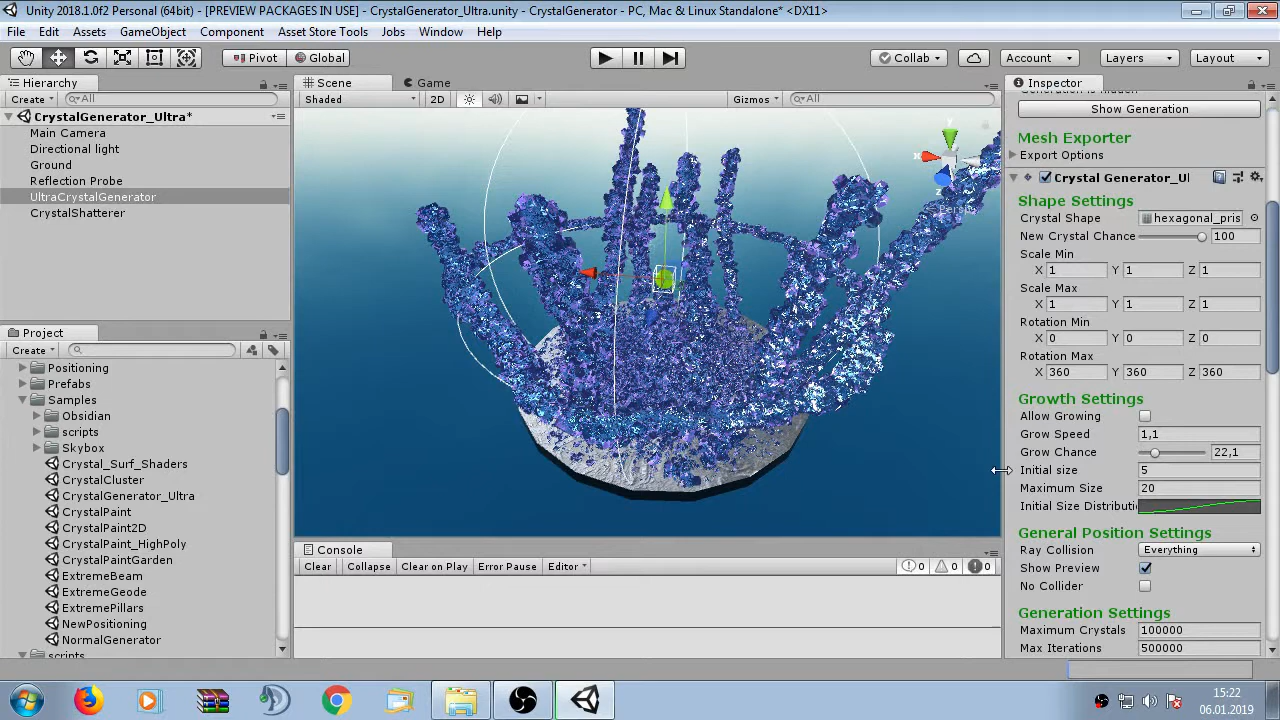 Unity 2018.1.0f2 Personal (64bit) - [PREVIEW PACKAGES IN USE] - CrystalGenerator_Ultra.unity - CrystalGenerator - PC, Mac & Linux Standalone* <DX11>
File Edit Assets GameObject Component Asset Store Tools Jobs Window Help
Pivot Global Collab Account Layers Layout
Hierarchy
Create All
CrystalGenerator_Ultra*
Main Camera
Directional light
Ground
Reflection Probe
UltraCrystalGenerator
CrystalShatterer
Project
Create
Positioning
Prefabs
Samples
Obsidian
scripts
Skybox
Crystal_Surf_Shaders
CrystalCluster
CrystalGenerator_Ultra
CrystalPaint
CrystalPaint2D
CrystalPaint_HighPoly
CrystalPaintGarden
ExtremeBeam
ExtremeGeode
ExtremePillars
NewPositioning
NormalGenerator
scripts
Scene Game
Shaded 2D Gizmos All
y
x
z
Console
Clear Collapse Clear on Play Error Pause Editor 0 0 0
Inspector
Generation is hidden
Show Generation
Mesh Exporter
Export Options
Crystal Generator_Ul
Shape Settings
Crystal Shape hexagonal_pris
New Crystal Chance 100
Scale Min
X 1 Y 1 Z 1
Scale Max
X 1 Y 1 Z 1
Rotation Min
X 0 Y 0 Z 0
Rotation Max
X 360 Y 360 Z 360
Growth Settings
Allow Growing
Grow Speed 1,1
Grow Chance 22,1
Initial size 5
Maximum Size 20
Initial Size Distributi
General Position Settings
Ray Collision Everything
Show Preview
No Collider
Generation Settings
Maximum Crystals 100000
Max Iterations 500000
15:22
06.01.2019